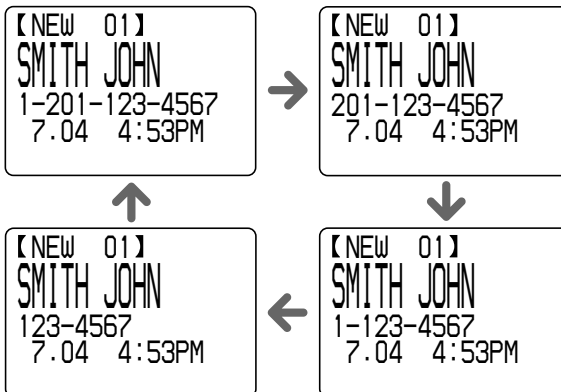 【NEW 01】
SMITH JOHN
1-201-123-4567
7.04 4:53PM
【NEW 01】
SMITH JOHN
201-123-4567
7.04 4:53PM
【NEW 01】
SMITH JOHN
123-4567
7.04 4:53PM
【NEW 01】
SMITH JOHN
1-123-4567
7.04 4:53PM